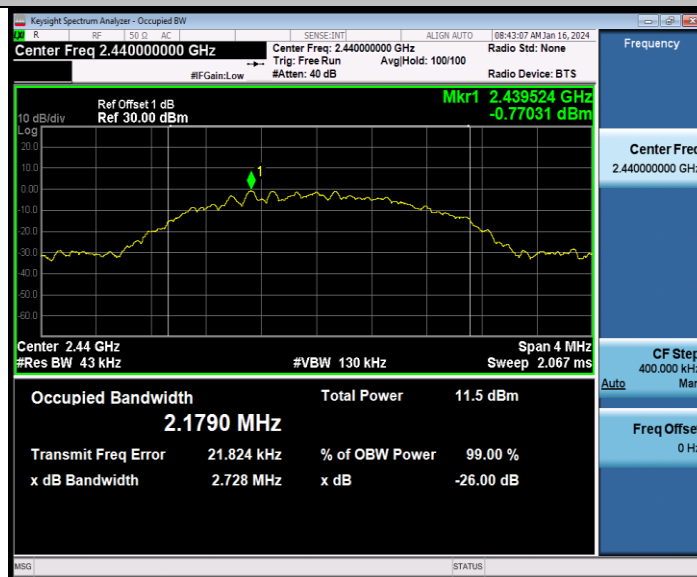 Keysight Spectrum Analyzer - Occupied BW
LXI R RF 50 Ω AC SENSE:INT ALIGN AUTO 08:43:07 AM Jan 16, 2024
Center Freq 2.440000000 GHz
Center Freq: 2.440000000 GHz Radio Std: None
Trig: Free Run Avg|Hold: 100/100
#IFGain:Low #Atten: 40 dB Radio Device: BTS
Frequency
Ref Offset 1 dB Mkr1 2.439524 GHz
10 dB/div Ref 30.00 dBm -0.77031 dBm
Log
20.0
10.0
0.00
-10.0
-20.0
-30.0
-40.0
-50.0
-60.0
1
Center 2.44 GHz Span 4 MHz
#Res BW 43 kHz #VBW 130 kHz Sweep 2.067 ms
Occupied Bandwidth Total Power 11.5 dBm
2.1790 MHz
Transmit Freq Error 21.824 kHz % of OBW Power 99.00 %
x dB Bandwidth 2.728 MHz x dB -26.00 dB
Center Freq
2.440000000 GHz
CF Step
400.000 kHz
Auto Man
Freq Offset
0 Hz
MSG STATUS